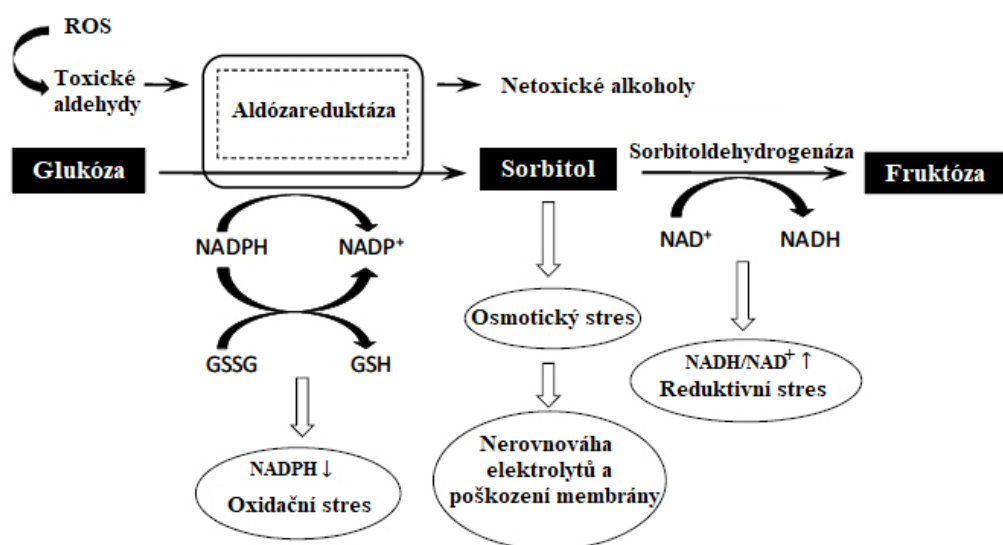 ROS
Toxické
aldehydy
Aldózareduktáza
Netoxické alkoholy
Glukóza
Sorbitol
Sorbitoldehydrogenáza
Fruktóza
NADPH
NADP⁺
NAD⁺
NADH
GSSG
GSH
Osmotický stres
NADH/NAD⁺ ↑
Reduktivní stres
NADPH ↓
Oxidační stres
Nerovnováha
elektrolytů a
poškození membrány